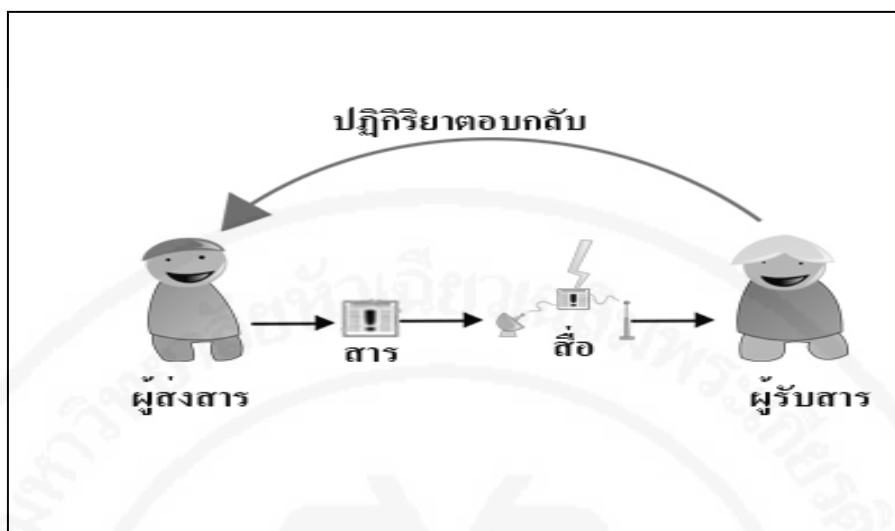 ปฏิกิริยาตอบกลับ
สาร
สื่อ
ผู้ส่งสาร
ผู้รับสาร